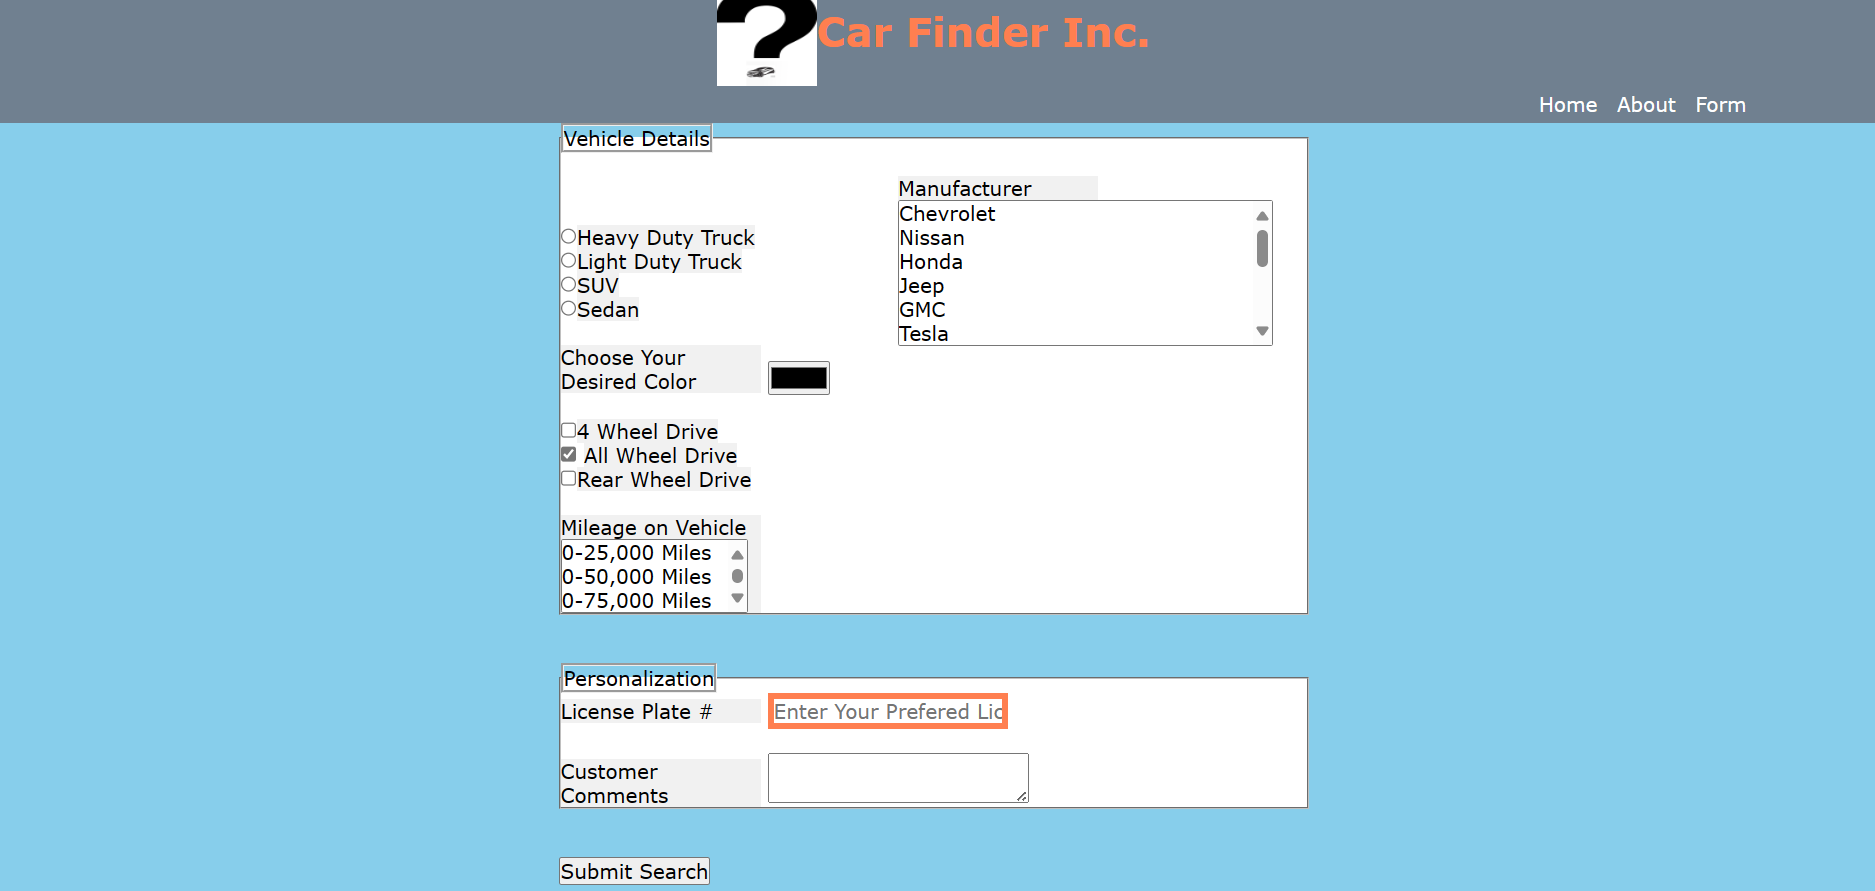 ?
Car Finder Inc.
Home About Form
Vehicle Details
Manufacturer
Chevrolet
Nissan
Honda
Jeep
GMC
Tesla
Heavy Duty Truck
Light Duty Truck
SUV
Sedan
Choose Your
Desired Color
4 Wheel Drive
All Wheel Drive
Rear Wheel Drive
Mileage on Vehicle
0-25,000 Miles
0-50,000 Miles
0-75,000 Miles
Personalization
License Plate # Enter Your Prefered Lic
Customer
Comments
Submit Search